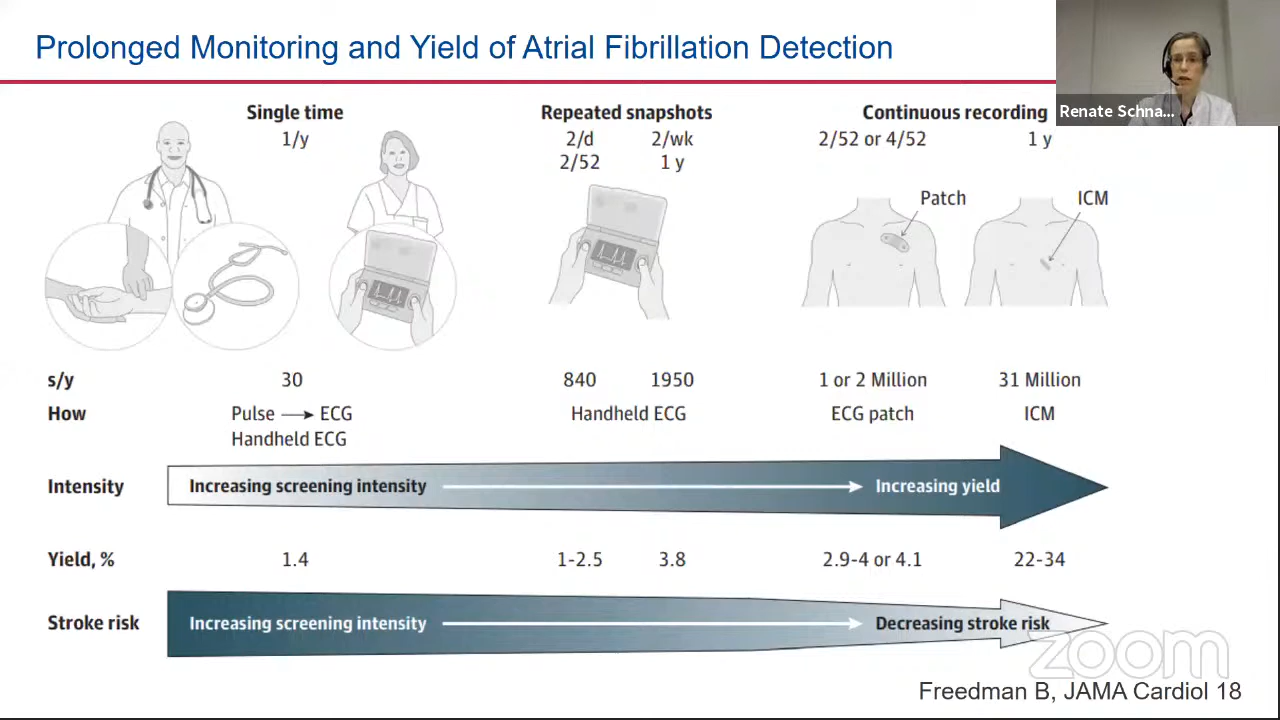 Prolonged Monitoring and Yield of Atrial Fibrillation Detection
Renate Schna...
Single time
1/y
Repeated snapshots
2/d 2/wk
2/52 1 y
Continuous recording
2/52 or 4/52 1 y
Patch
ICM
s/y 30 840 1950 1 or 2 Million 31 Million
How Pulse → ECG Handheld ECG ECG patch ICM
Handheld ECG
Intensity Increasing screening intensity → Increasing yield
Yield, % 1.4 1-2.5 3.8 2.9-4 or 4.1 22-34
Stroke risk Increasing screening intensity → Decreasing stroke risk
zoom
Freedman B, JAMA Cardiol 18